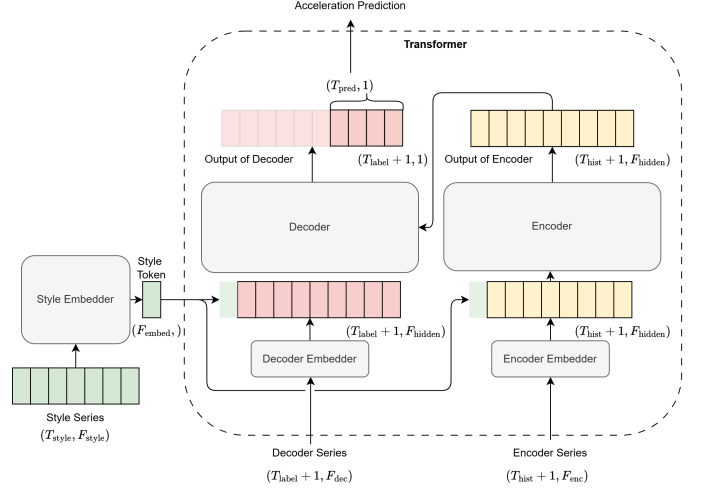 Acceleration Prediction
Transformer
(T_pred, 1)
Output of Decoder
(T_label + 1, 1)
Output of Encoder
(T_hist + 1, F_hidden)
Decoder
Encoder
Style Embedder
Style
Token
(F_embed, )
(T_label + 1, F_hidden)
(T_hist + 1, F_hidden)
Decoder Embedder
Encoder Embedder
Style Series
(T_style, F_style)
Decoder Series
(T_label + 1, F_dec)
Encoder Series
(T_hist + 1, F_enc)